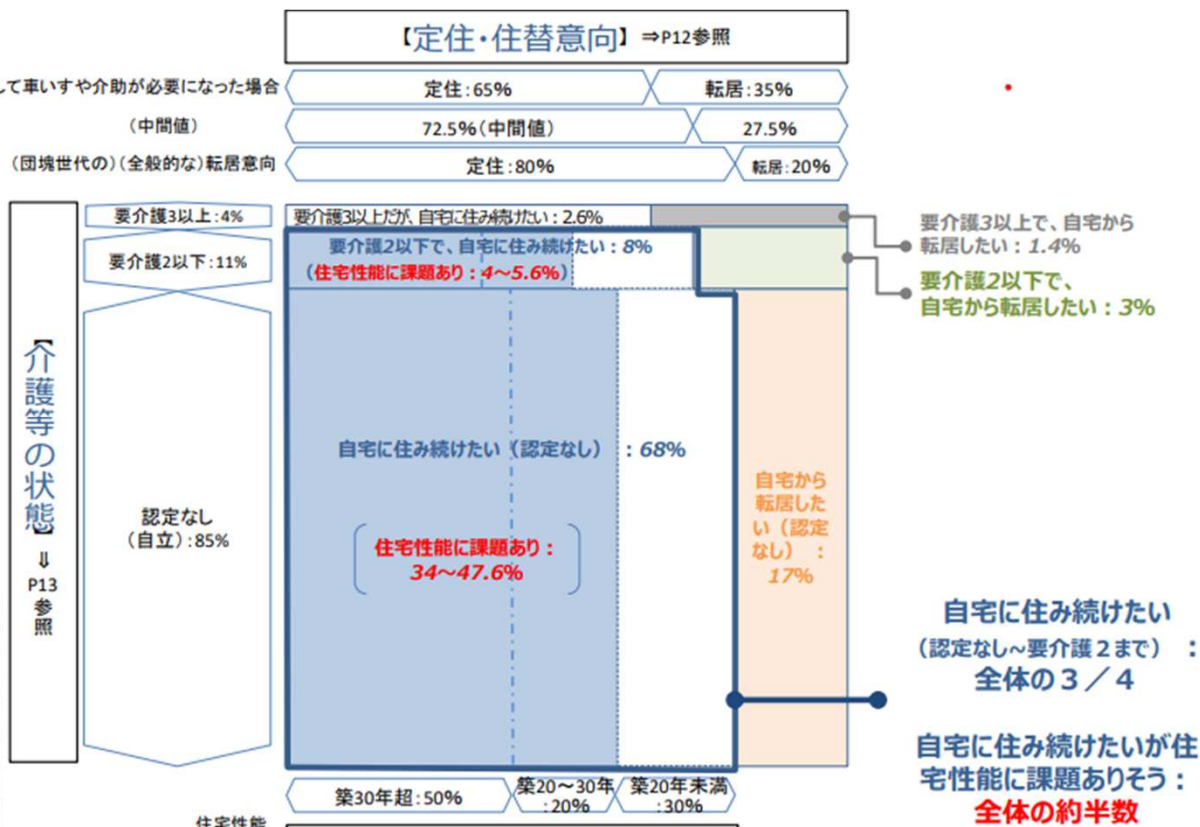 【定住・住替意向】 ⇒P12参照
して車いすや介助が必要になった場合
定住:65%
転居:35%
(中間値)
72.5%(中間値)
27.5%
(団塊世代の)(全般的な)転居意向
定住:80%
転居:20%
【介護等の状態】
⇓
P13
参
照
要介護3以上:4%
要介護2以下:11%
認定なし
(自立):85%
要介護3以上だが、自宅に住み続けたい:2.6%
要介護2以下で、自宅に住み続けたい:8%
(住宅性能に課題あり:4~5.6%)
自宅に住み続けたい(認定なし) :68%
住宅性能に課題あり:
34~47.6%
自宅から
転居した
い(認定
なし) :
17%
要介護3以上で、自宅から
転居したい:1.4%
要介護2以下で、
自宅から転居したい:3%
自宅に住み続けたい
(認定なし~要介護2まで) :
全体の3/4
自宅に住み続けたいが住
宅性能に課題ありそう:
全体の約半数
築30年超:50%
築20~30年
:20%
築20年未満
:30%
住宅性能